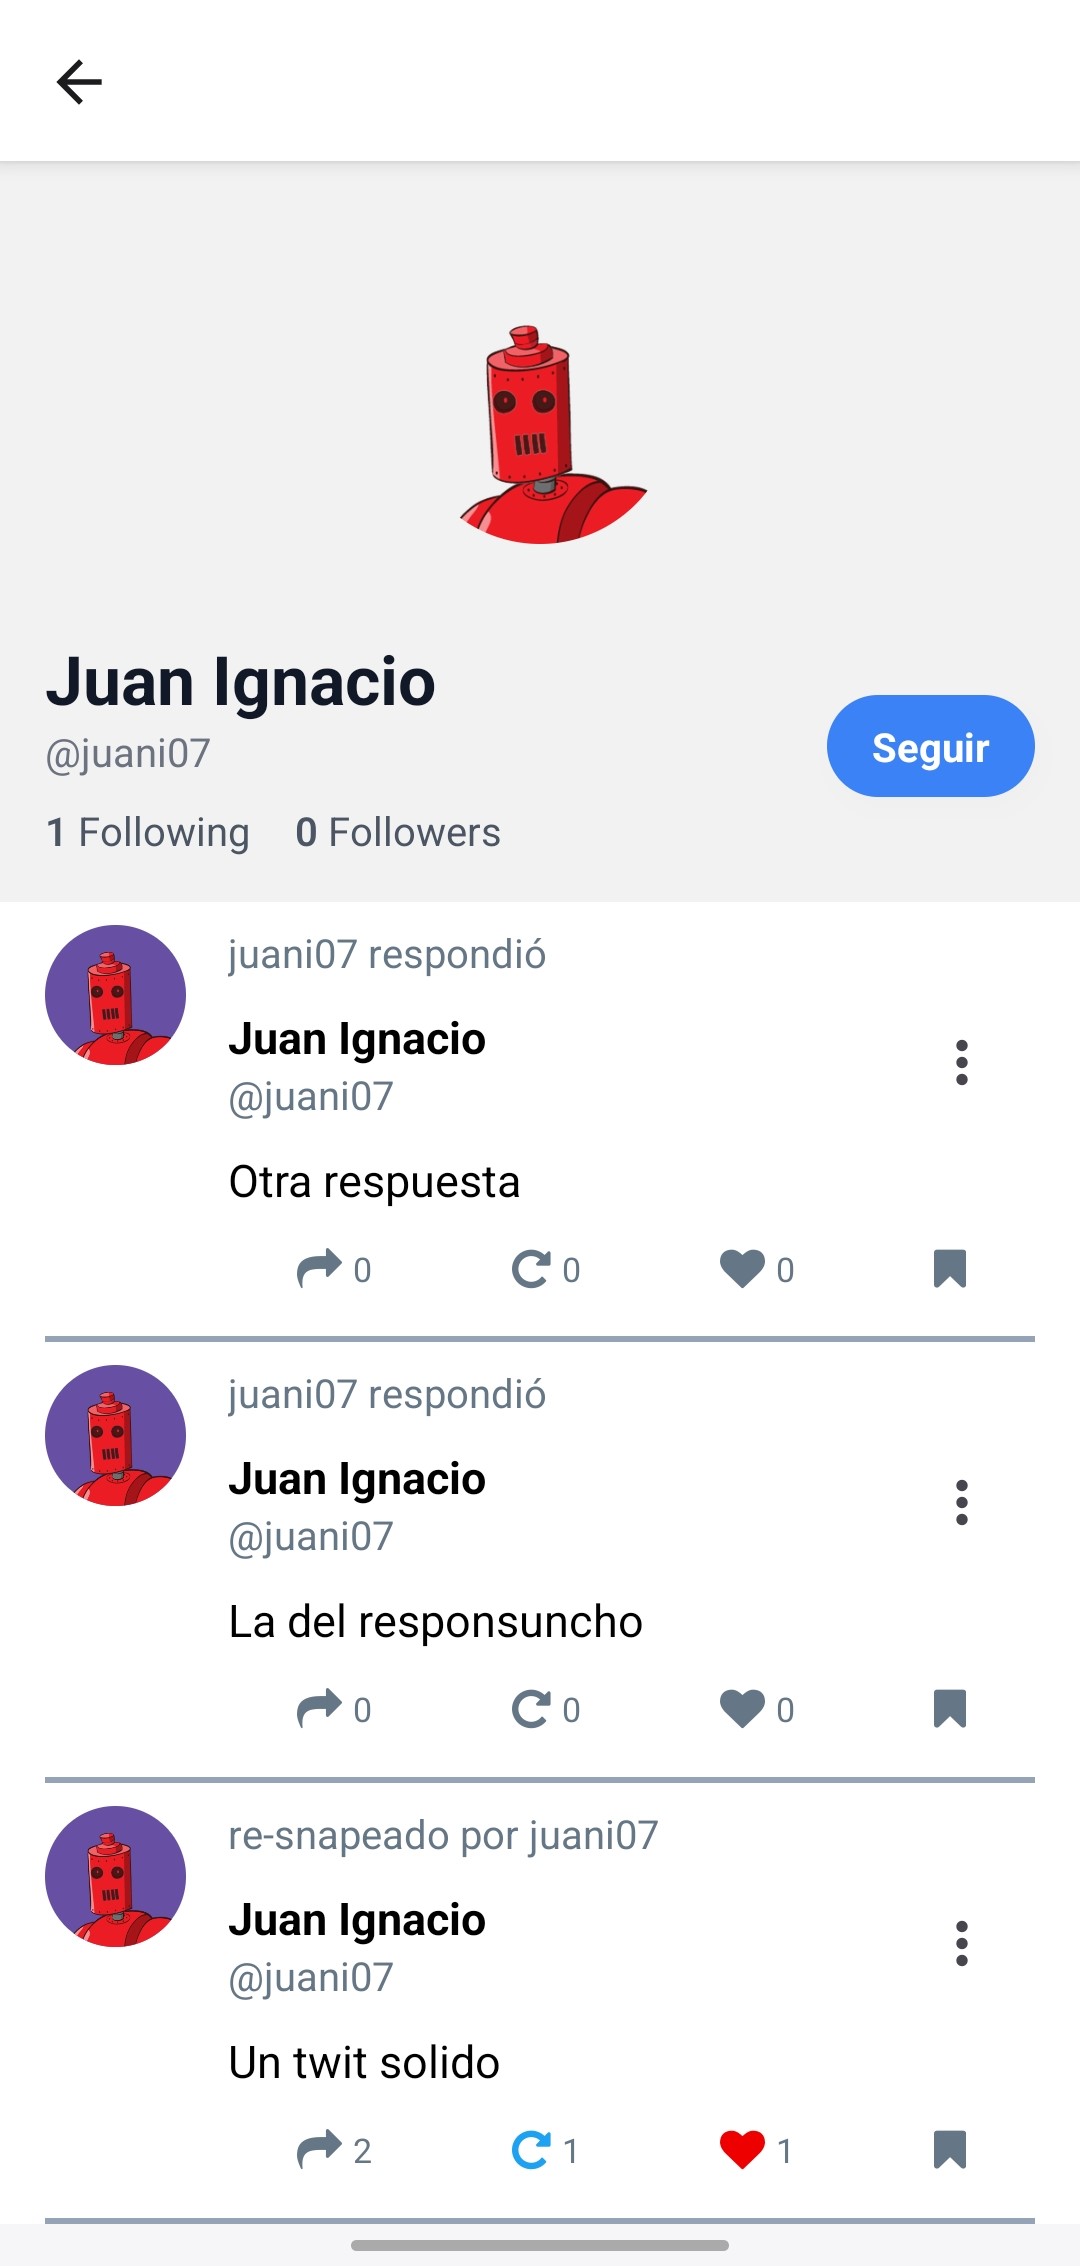 Juan Ignacio
@juani07
Seguir
1 Following 0 Followers
juani07 respondió
Juan Ignacio
@juani07
Otra respuesta
0 0 0
juani07 respondió
Juan Ignacio
@juani07
La del responsuncho
0 0 0
re-snapeado por juani07
Juan Ignacio
@juani07
Un twit solido
2 1 1